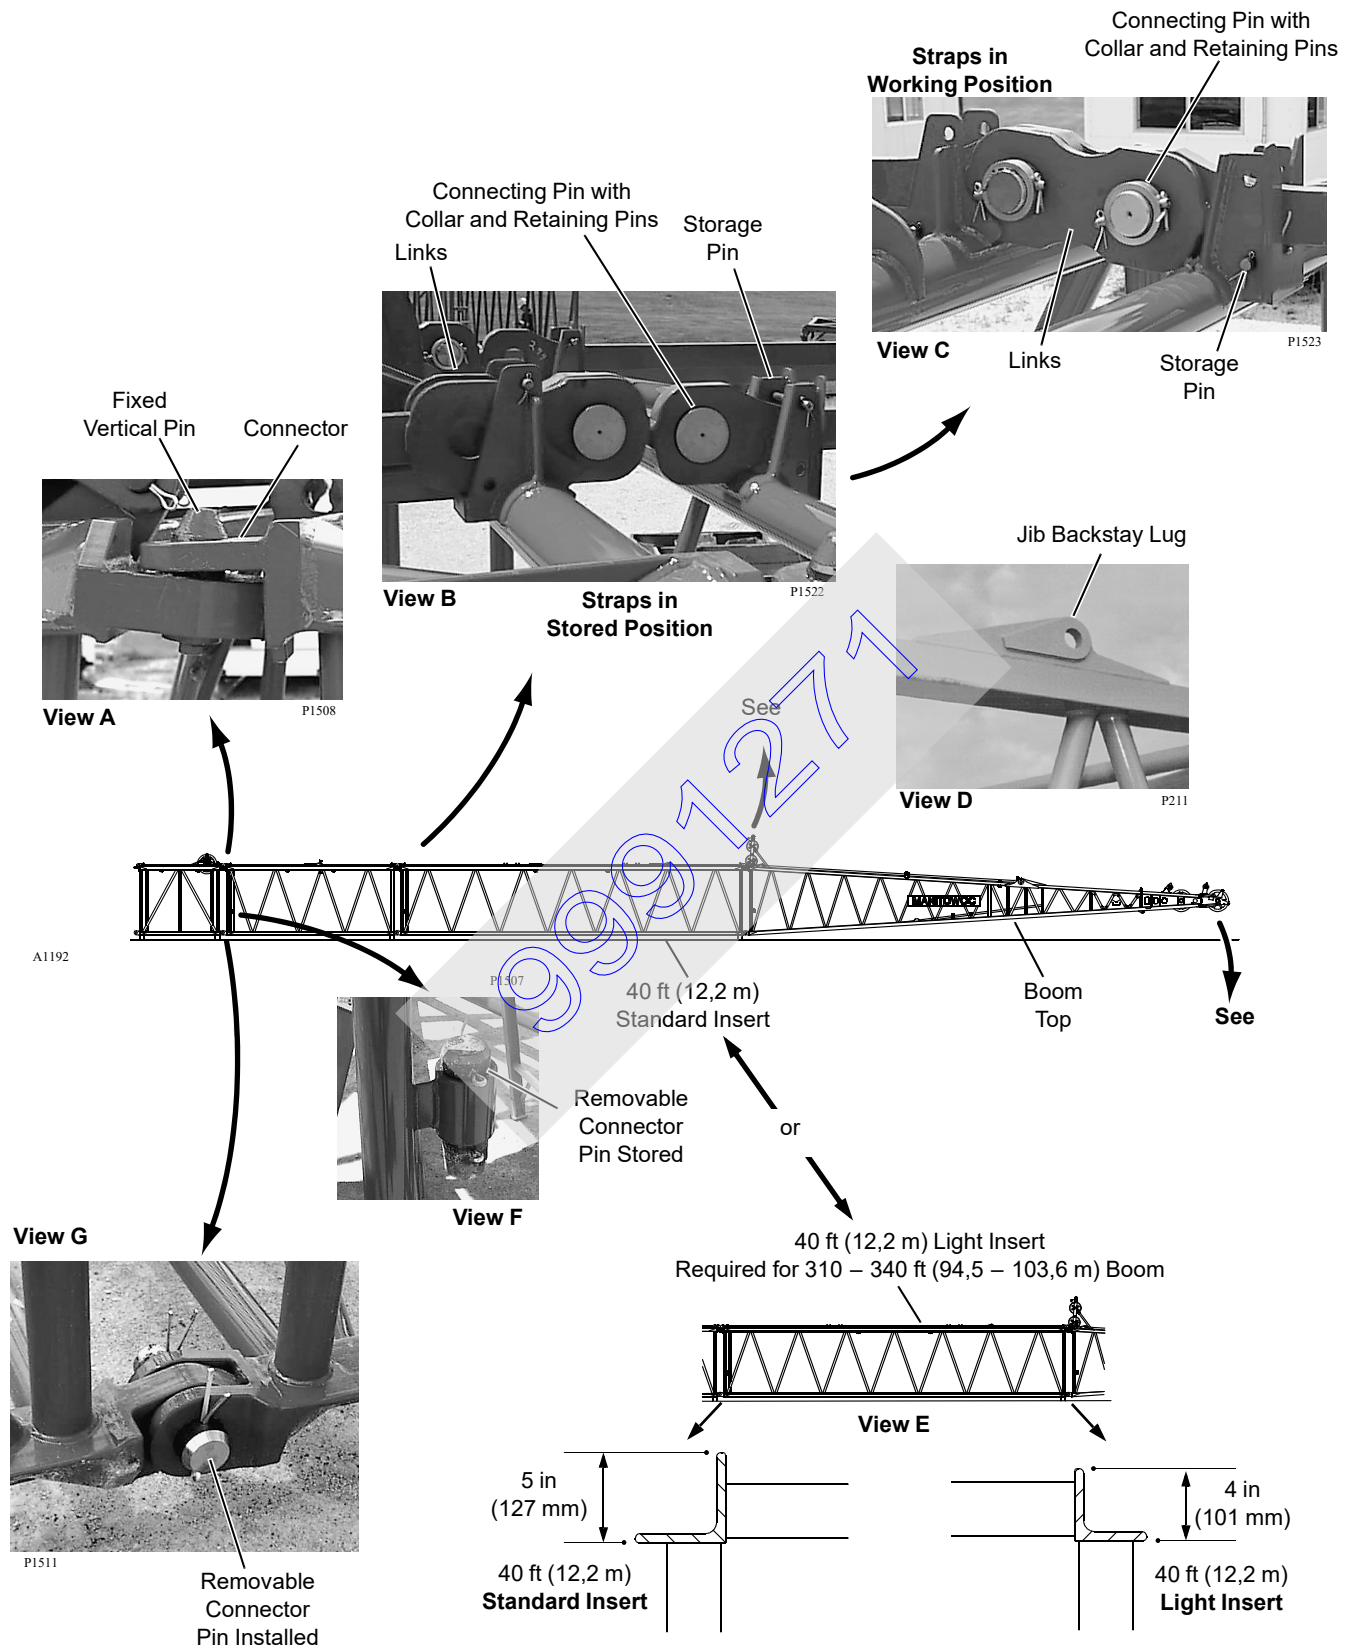 Connecting Pin with
Collar and Retaining Pins
Straps in
Working Position
P1523
View C
Links
Storage
Pin
Connecting Pin with
Collar and Retaining Pins
Links
Storage
Pin
P1522
View B
Straps in
Stored Position
Fixed
Vertical Pin
Connector
View A
P1508
Jib Backstay Lug
View D
P211
See
9991271
MANITOWOC
A1192
P1507
40 ft (12,2 m)
Standard Insert
Boom
Top
See
Removable
Connector
Pin Stored
View F
or
View G
40 ft (12,2 m) Light Insert
Required for 310 – 340 ft (94,5 – 103,6 m) Boom
View E
P1511
Removable
Connector
Pin Installed
5 in
(127 mm)
40 ft (12,2 m)
Standard Insert
4 in
(101 mm)
40 ft (12,2 m)
Light Insert